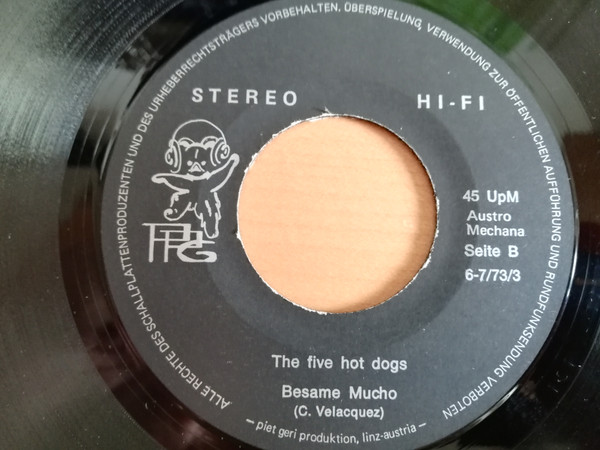 ALLE RECHTE DES SCHALLPLATTENPRODUZENTEN UND DES URHEBERRECHTSTRÄGERS VORBEHALTEN. ÜBERSPIELUNG, VERWENDUNG ZUR ÖFFENTLICHEN AUFFÜHRUNG UND RUNDFUNKSENDUNG VERBOTEN
STEREO HI-FI
45 UpM
Austro
Mechana
Seite B
6-7/73/3
The five hot dogs
Besame Mucho
(C. Velacquez)
– piet geri produktion, linz-austria –